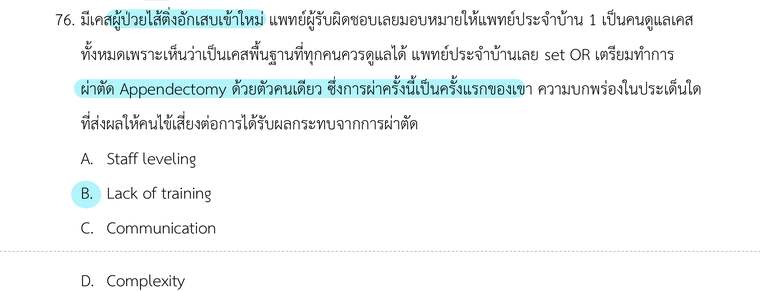 76. มีเคสผู้ป่วยไส้ติ่งอักเสบเข้าใหม่ แพทย์ผู้รับผิดชอบเลยมอบหมายให้แพทย์ประจำบ้าน 1 เป็นคนดูแลเคส
ทั้งหมดเพราะเห็นว่าเป็นเคสพื้นฐานที่ทุกคนควรดูแลได้ แพทย์ประจำบ้านเลย set OR เตรียมทำการ
ผ่าตัด Appendectomy ด้วยตัวคนเดียว ซึ่งการผ่าครั้งนี้เป็นครั้งแรกของเขา ความบกพร่องในประเด็นใด
ที่ส่งผลให้คนไข้เสี่ยงต่อการได้รับผลกระทบจากการผ่าตัด
A. Staff leveling
B. Lack of training
C. Communication
D. Complexity